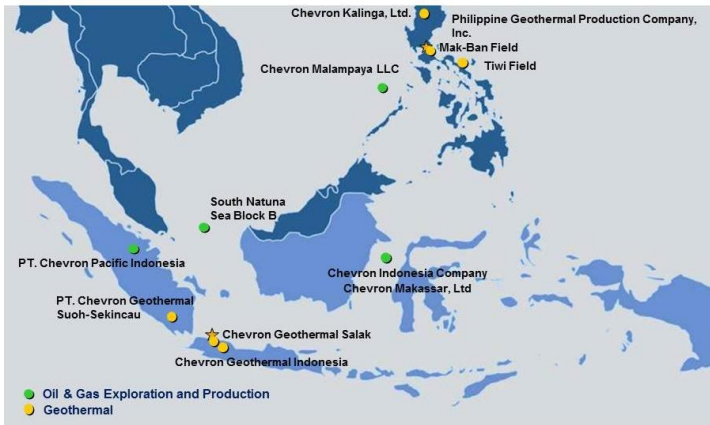 Chevron Kalinga, Ltd.
Philippine Geothermal Production Company,
Inc.
Mak-Ban Field
Tiwi Field
Chevron Malampaya LLC
South Natuna
Sea Block B
PT. Chevron Pacific Indonesia
Chevron Indonesia Company
Chevron Makassar, Ltd
PT. Chevron Geothermal
Suoh-Sekincau
Chevron Geothermal Salak
Chevron Geothermal Indonesia
Oil & Gas Exploration and Production
Geothermal